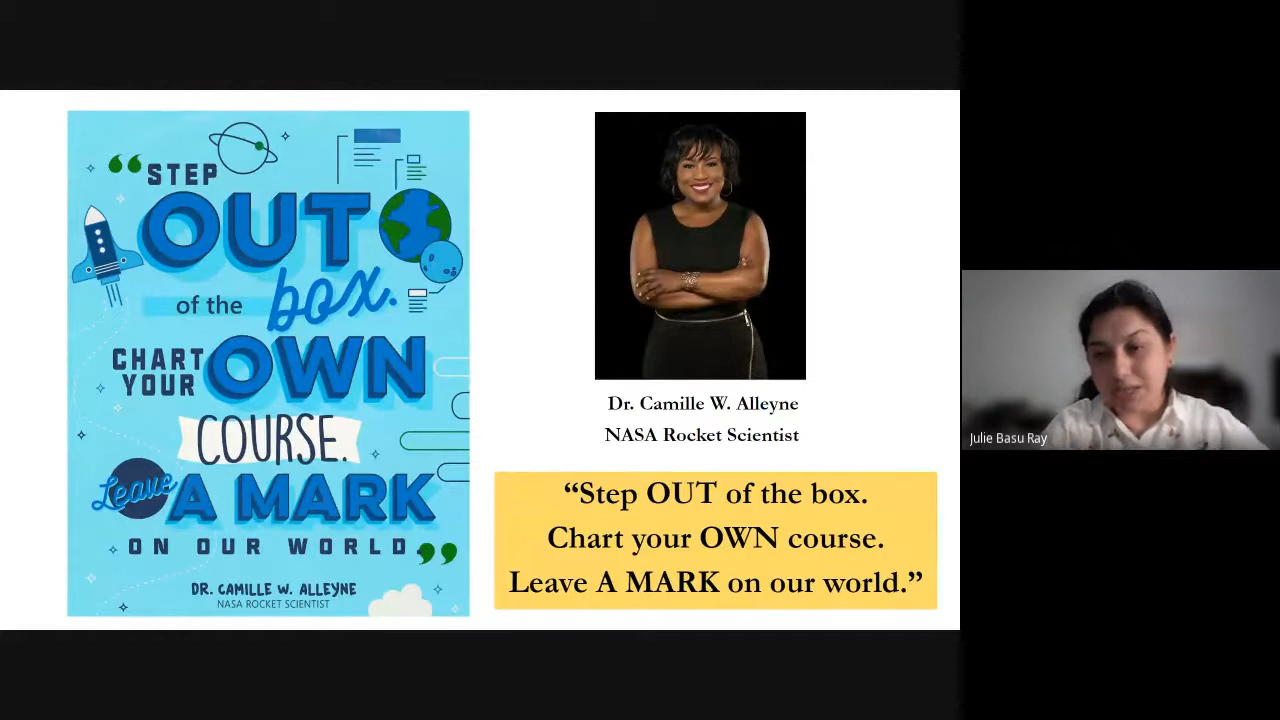 “STEP
OUT
of the box.
CHART
YOUR OWN
COURSE.
Leave A MARK
ON OUR WORLD.”
DR. CAMILLE W. ALLEYNE
NASA ROCKET SCIENTIST
Dr. Camille W. Alleyne
NASA Rocket Scientist
“Step OUT of the box.
Chart your OWN course.
Leave A MARK on our world.”
Julie Basu Ray